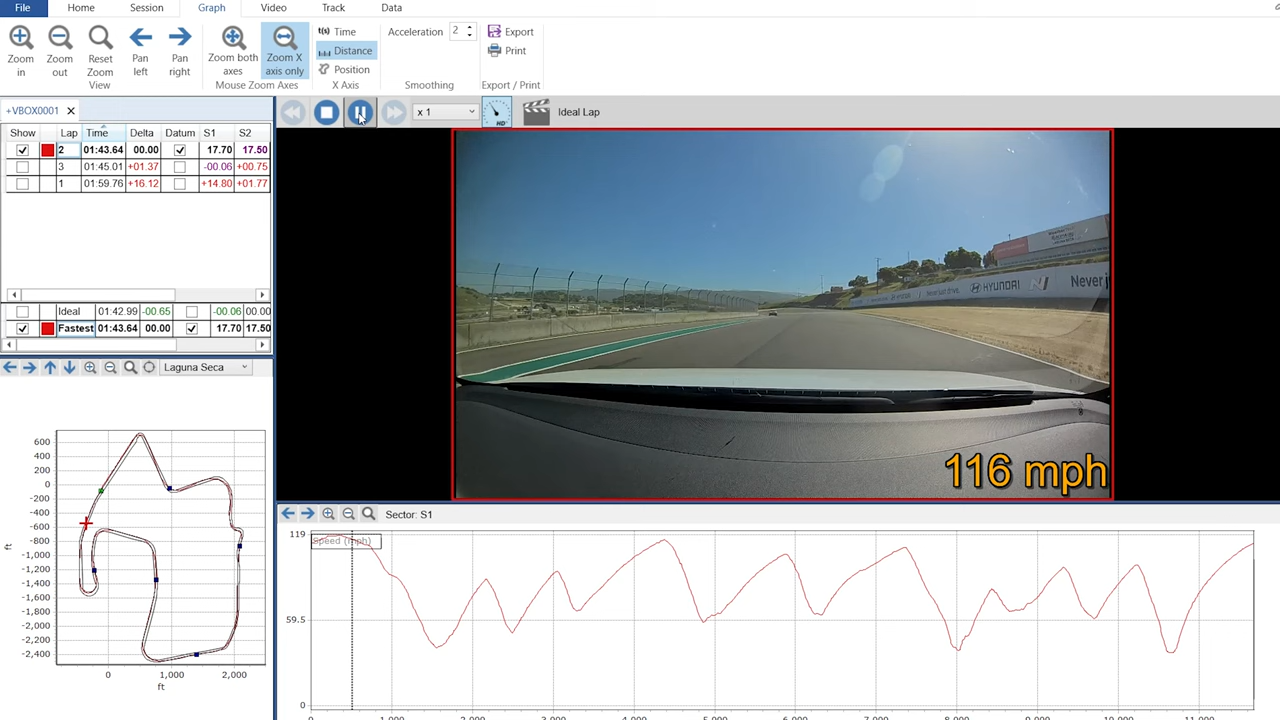 File Home Session Graph Video Track Data
Zoom in
Zoom out
Reset Zoom
Pan left
Pan right
View
Zoom both axes
Zoom X axis only
Mouse Zoom Axes
t(s) Time
Distance
Position
X Axis
Acceleration 2
Smoothing
Export
Print
Export / Print
+VBOX0001
x 1
HD
Ideal Lap
Show Lap Time Delta Datum S1 S2
2 01:43.64 00.00 17.70 17.50
3 01:45.01 +01.37 -00.06 +00.75
1 01:59.76 +16.12 +14.80 +01.77
Ideal 01:42.99 -00.65 -00.06 00.00
Fastest 01:43.64 00.00 17.70 17.50
Laguna Seca
HYUNDAI N Never
116 mph
600
400
200
0
-200
-400
-600
-800
-1,000
-1,200
-1,400
-1,600
-1,800
-2,000
-2,200
-2,400
ft
0 1,000 2,000
ft
Sector: S1
Speed (mph)
119
59.5
0
0 1,000 2,000 3,000 4,000 5,000 6,000 7,000 8,000 9,000 10,000 11,000